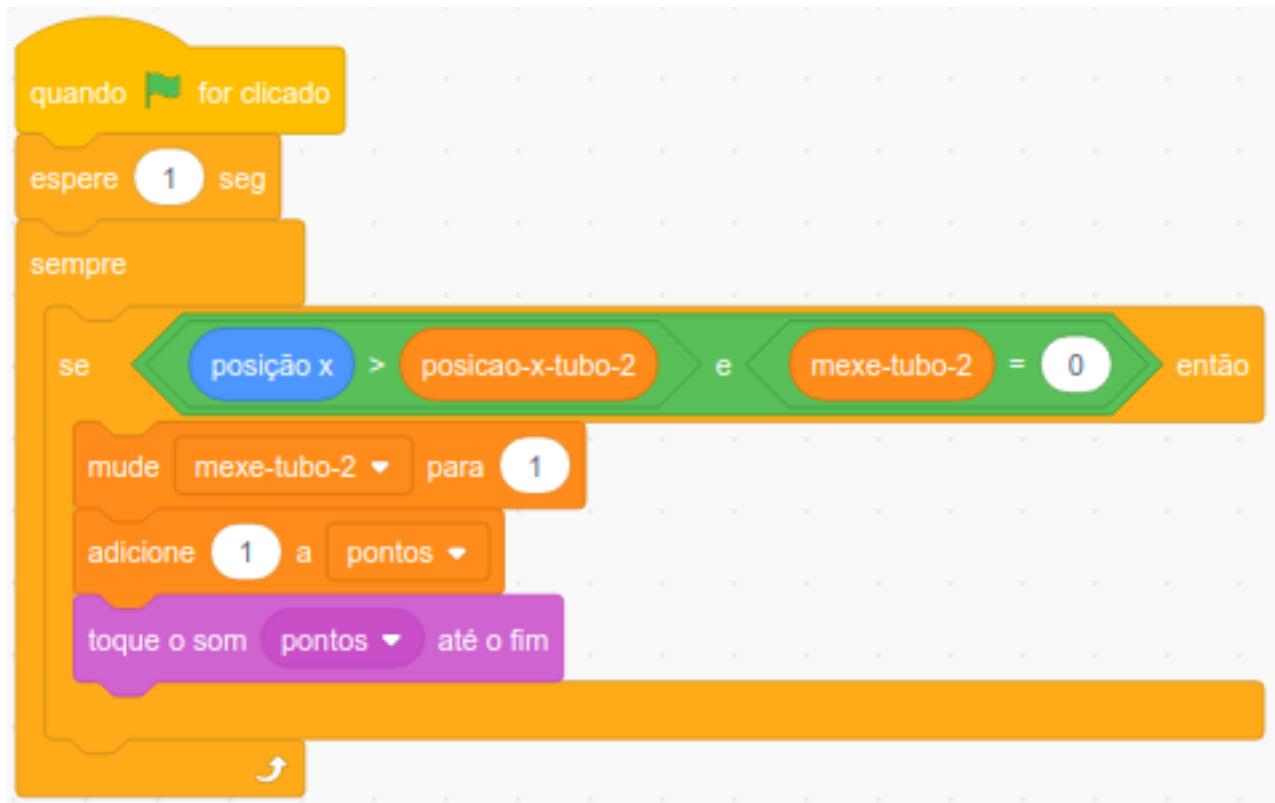 quando for clicado
espere 1 seg
sempre
se posição x > posicao-x-tubo-2 e mexe-tubo-2 = 0 então
mude mexe-tubo-2 para 1
adicione 1 a pontos
toque o som pontos até o fim